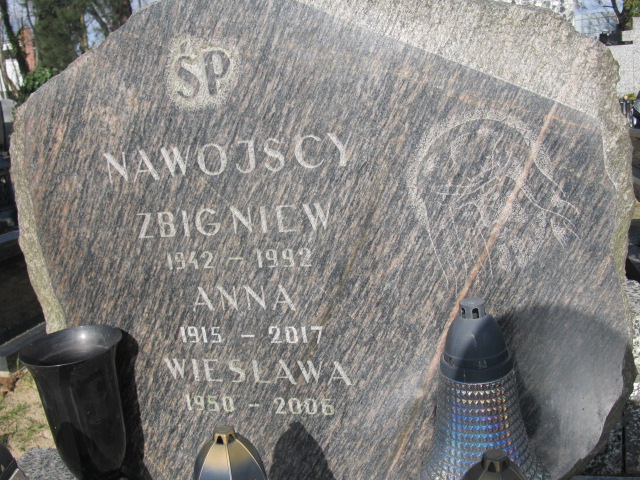 ŚP
NAWOJSCY
ZBIGNIEW
1942 - 1992
ANNA
1915 - 2017
WIESŁAWA
1950 - 2006